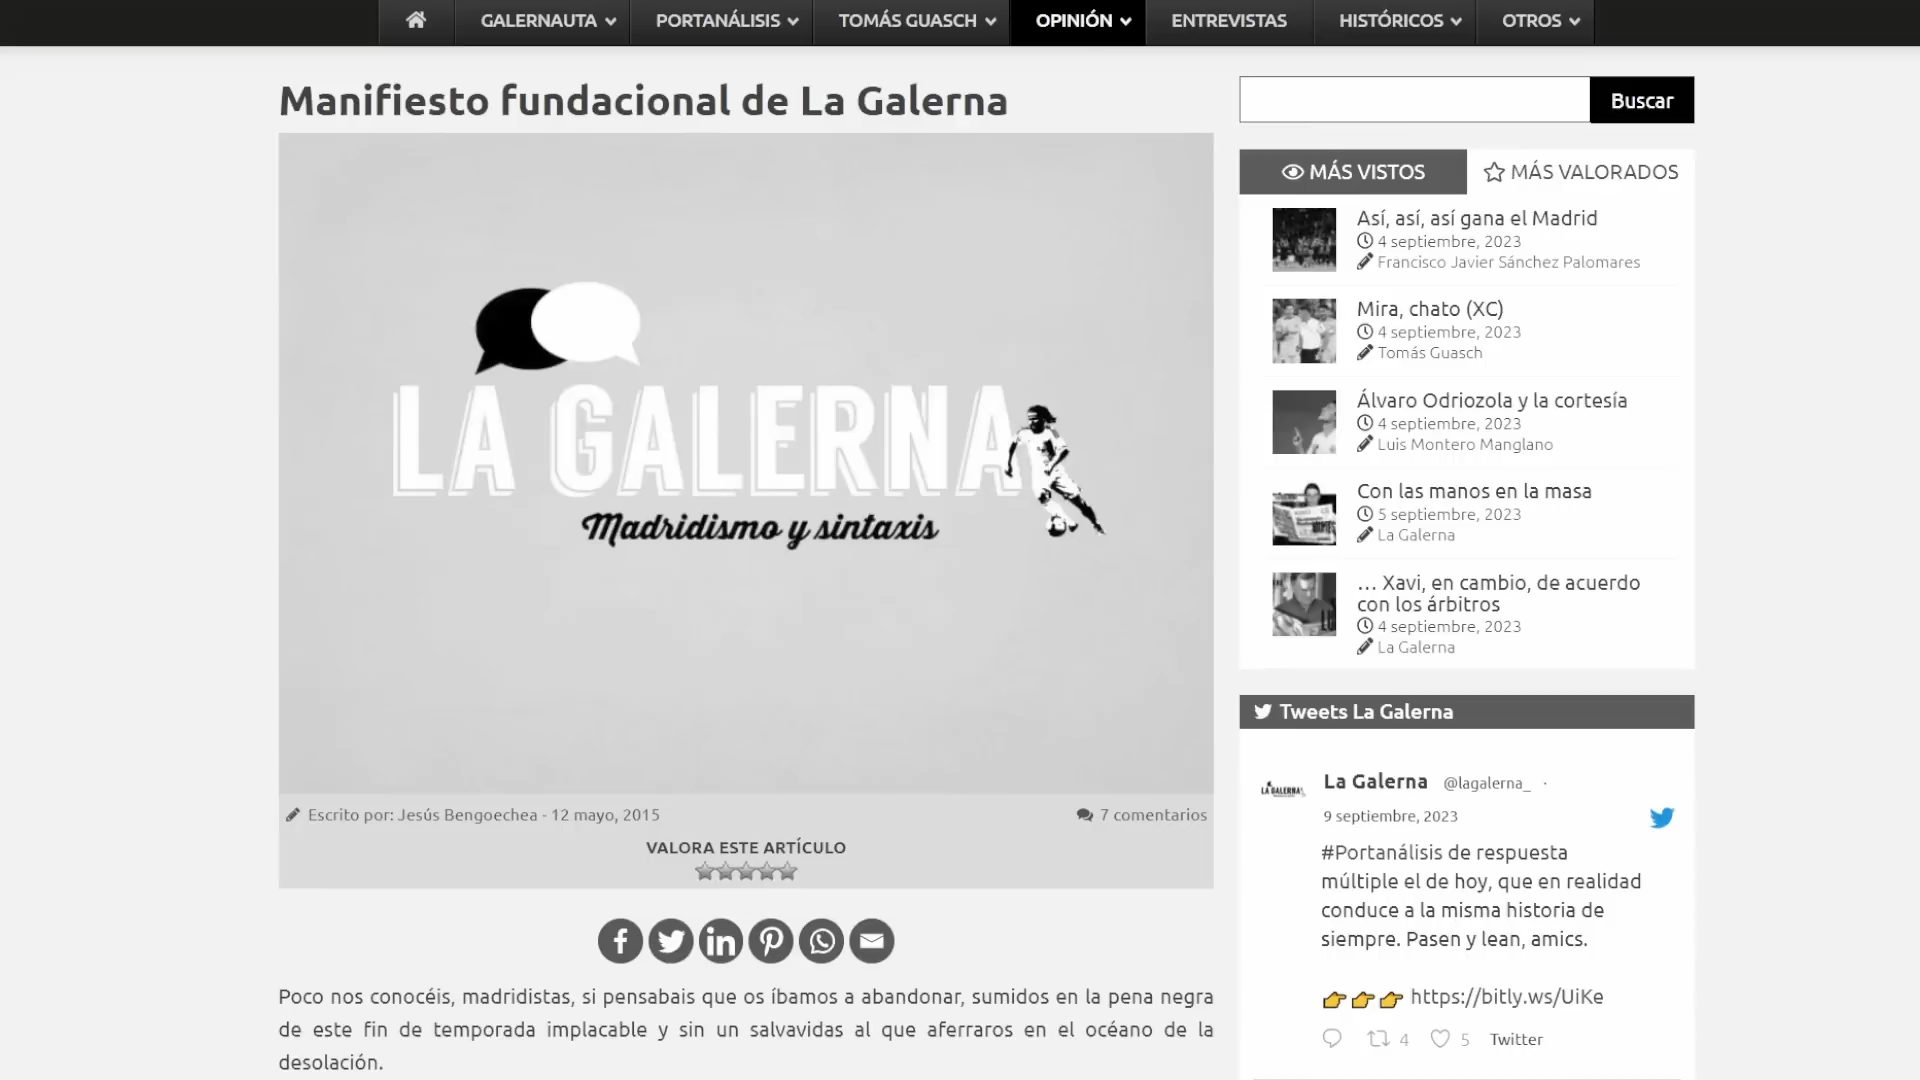 GALERNAUTA
PORTANÁLISIS
TOMÁS GUASCH
OPINIÓN
ENTREVISTAS
HISTÓRICOS
OTROS
Manifiesto fundacional de La Galerna
LA GALERNA
Madridismo y sintaxis
Escrito por: Jesús Bengoechea - 12 mayo, 2015
7 comentarios
VALORA ESTE ARTÍCULO
Poco nos conocéis, madridistas, si pensabais que os íbamos a abandonar, sumidos en la pena negra
de este fin de temporada implacable y sin un salvavidas al que aferraros en el océano de la
desolación.
Buscar
MÁS VISTOS
MÁS VALORADOS
Así, así, así gana el Madrid
4 septiembre, 2023
Francisco Javier Sánchez Palomares
Mira, chato (XC)
4 septiembre, 2023
Tomás Guasch
Álvaro Odriozola y la cortesía
4 septiembre, 2023
Luis Montero Manglano
Con las manos en la masa
5 septiembre, 2023
La Galerna
… Xavi, en cambio, de acuerdo
con los árbitros
4 septiembre, 2023
La Galerna
Tweets La Galerna
LA GALERNA
La Galerna @lagalerna_ ·
9 septiembre, 2023
#Portanálisis de respuesta
múltiple el de hoy, que en realidad
conduce a la misma historia de
siempre. Pasen y lean, amics.
👉👉👉 https://bitly.ws/UiKe
4 5 Twitter